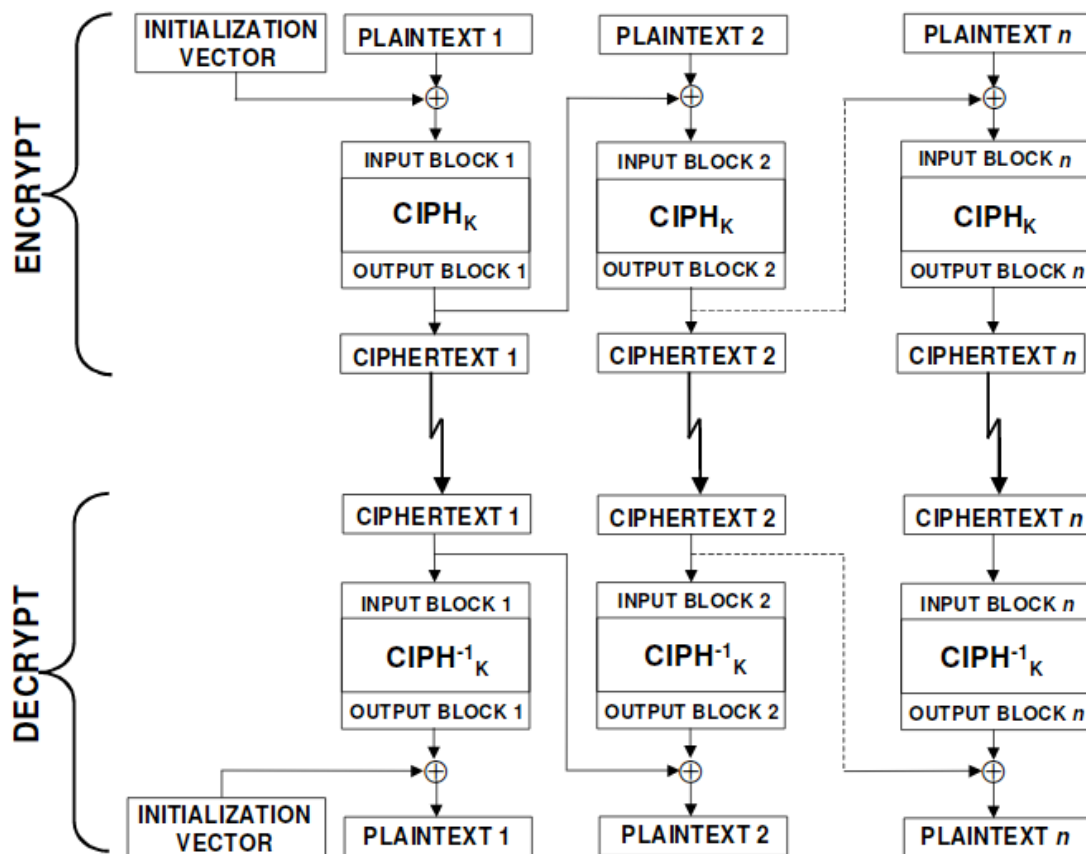 ENCRYPT
INITIALIZATION
VECTOR
PLAINTEXT 1
PLAINTEXT 2
PLAINTEXT n
INPUT BLOCK 1
INPUT BLOCK 2
INPUT BLOCK n
CIPHK
CIPHK
CIPHK
OUTPUT BLOCK 1
OUTPUT BLOCK 2
OUTPUT BLOCK n
CIPHERTEXT 1
CIPHERTEXT 2
CIPHERTEXT n
DECRYPT
CIPHERTEXT 1
CIPHERTEXT 2
CIPHERTEXT n
INPUT BLOCK 1
INPUT BLOCK 2
INPUT BLOCK n
CIPH-1K
CIPH-1K
CIPH-1K
OUTPUT BLOCK 1
OUTPUT BLOCK 2
OUTPUT BLOCK n
INITIALIZATION
VECTOR
PLAINTEXT 1
PLAINTEXT 2
PLAINTEXT n